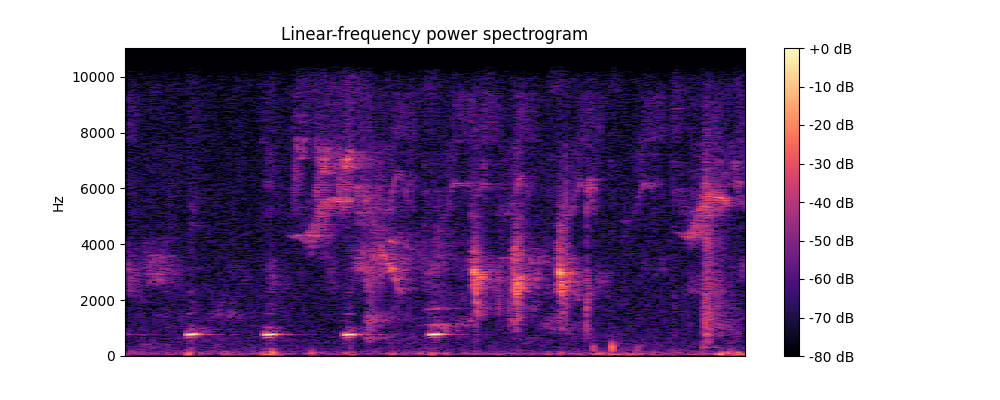 Linear-frequency power spectrogram
Hz
10000
8000
6000
4000
2000
0
+0 dB
-10 dB
-20 dB
-30 dB
-40 dB
-50 dB
-60 dB
-70 dB
-80 dB